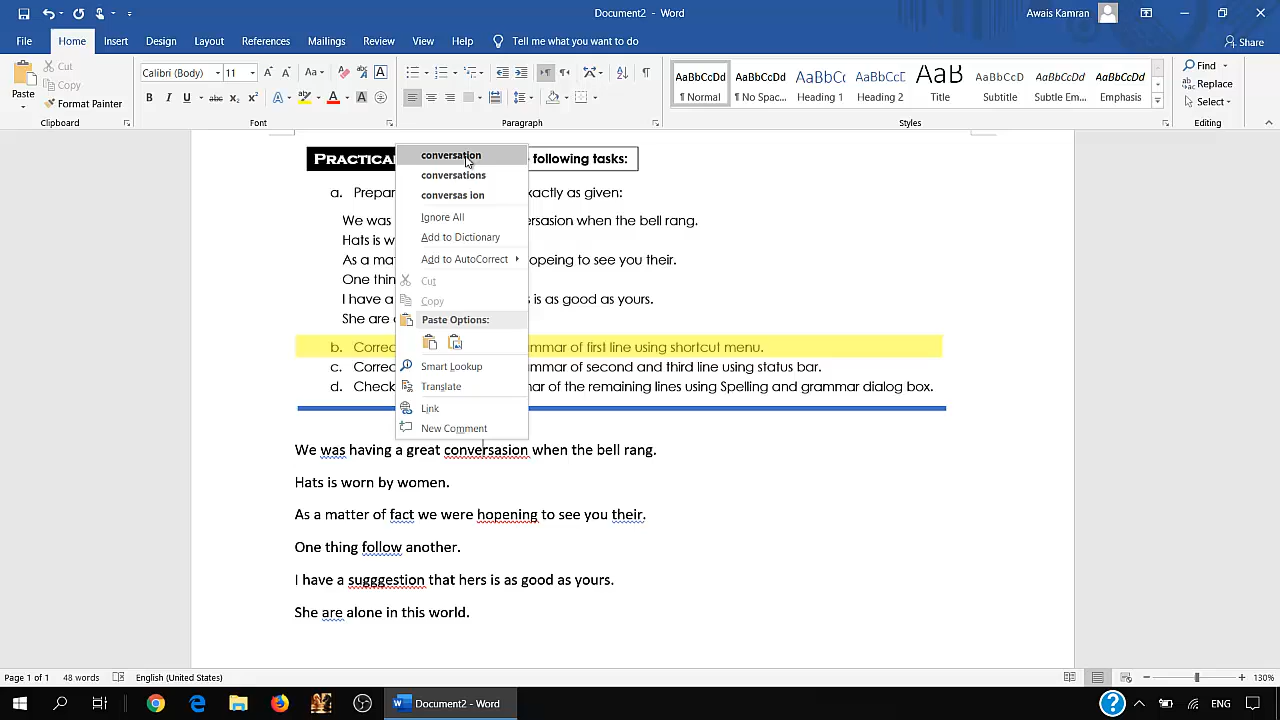 Document2 - Word
Awais Kamran
File Home Insert Design Layout References Mailings Review View Help Tell me what you want to do Share
Paste
Cut
Copy
Format Painter
Clipboard
Calibri (Body) 11
Font
Paragraph
AaBbCcDd
¶ Normal
AaBbCcDd
¶ No Spac...
AaBbCc
Heading 1
AaBbCcD
Heading 2
AaB
Title
AaBbCcD
Subtitle
AaBbCcDd
Subtle Em...
AaBbCcDd
Emphasis
Styles
Find
Replace
Select
Editing
e following tasks:
a. xactly as given:
We was ersasion when the bell rang.
Hats is w
As a mat opeing to see you their.
One thin
I have a is as good as yours.
She are
b. mmar of first line using shortcut menu.
c. mmar of second and third line using status bar.
d. Check mar of the remaining lines using Spelling and grammar dialog box.
conversation
conversations
conversas ion
Ignore All
Add to Dictionary
Add to AutoCorrect
Cut
Copy
Paste Options:
Smart Lookup
Translate
Link
New Comment
We was having a great conversasion when the bell rang.
Hats is worn by women.
As a matter of fact we were hopening to see you their.
One thing follow another.
I have a sugggestion that hers is as good as yours.
She are alone in this world.
Page 1 of 1 48 words English (United States) 130%
Document2 - Word ENG